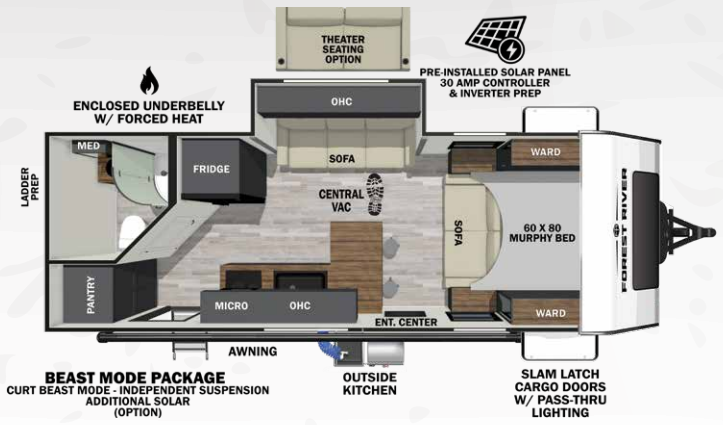 THEATER
SEATING
OPTION
PRE-INSTALLED SOLAR PANEL
30 AMP CONTROLLER
& INVERTER PREP
ENCLOSED UNDERBELLY
W/ FORCED HEAT
OHC
MED
WARD
LADDER
PREP
FRIDGE
SOFA
CENTRAL
VAC
SOFA
60 X 80
MURPHY BED
FOREST RIVER
PANTRY
MICRO
OHC
ENT. CENTER
WARD
AWNING
BEAST MODE PACKAGE
CURT BEAST MODE - INDEPENDENT SUSPENSION
ADDITIONAL SOLAR
(OPTION)
OUTSIDE
KITCHEN
SLAM LATCH
CARGO DOORS
W/ PASS-THRU
LIGHTING